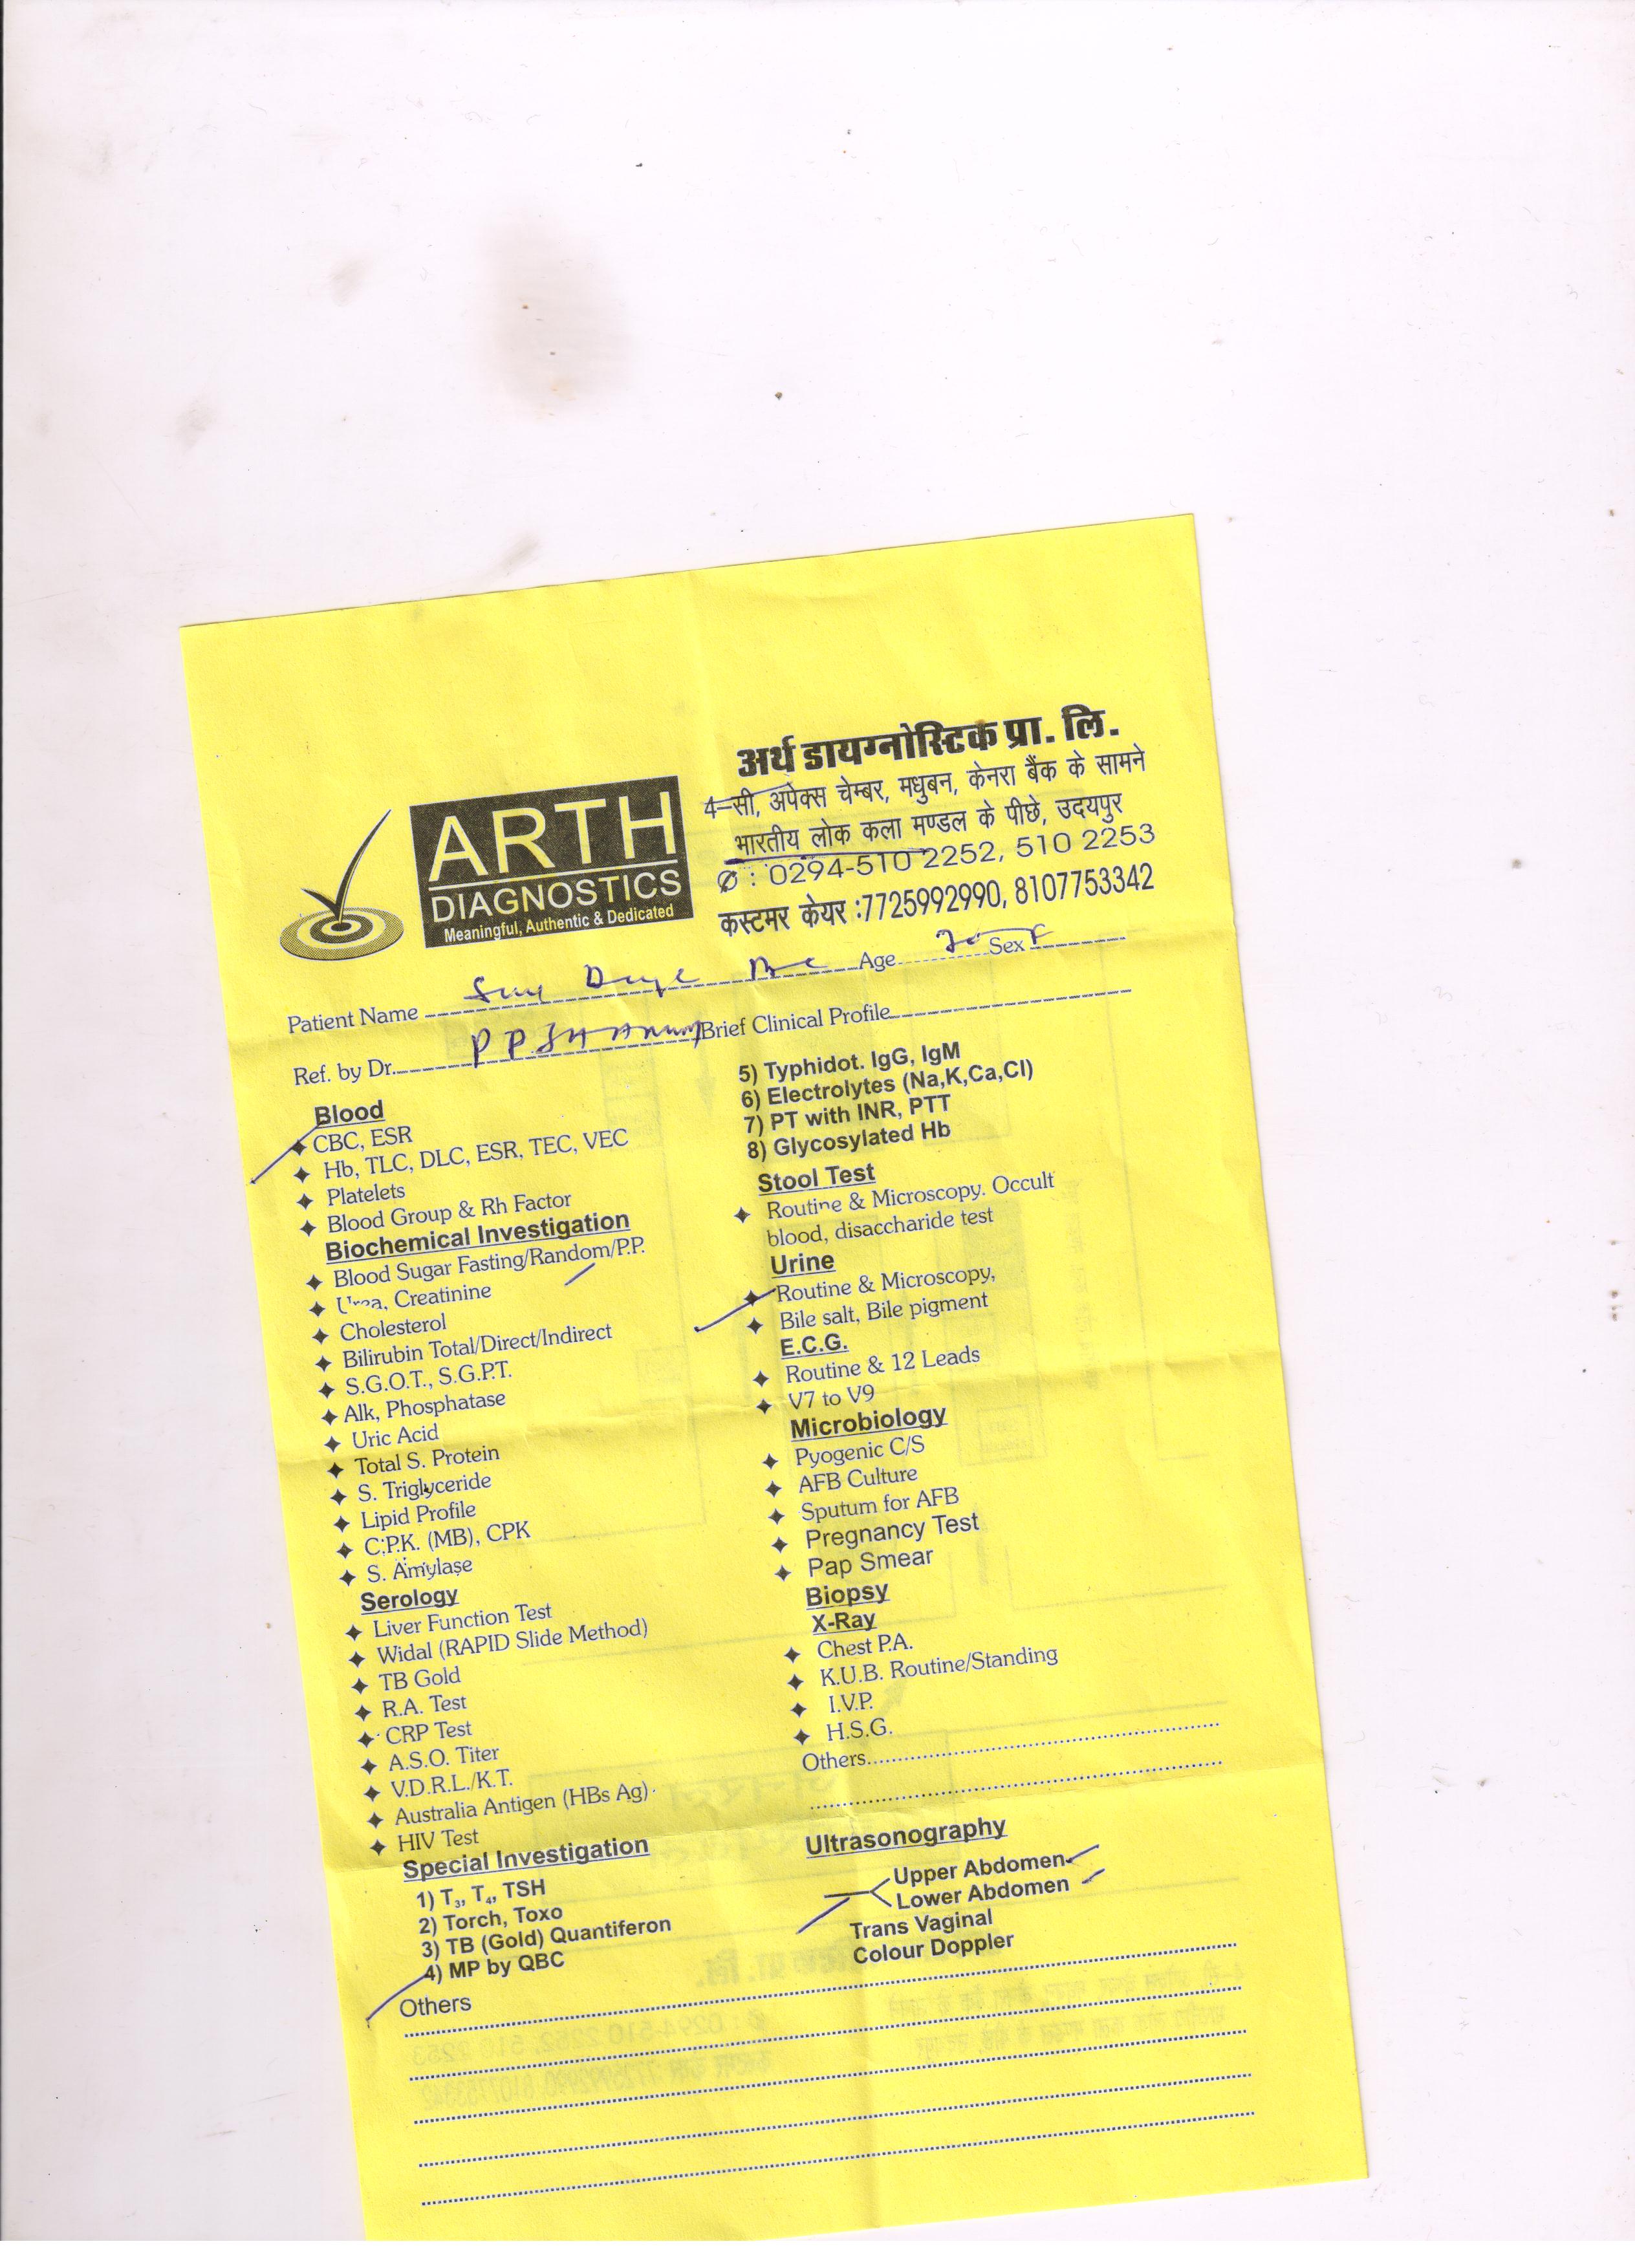 अर्थ डायग्नोस्टिक प्रा. लि.
4-सी, अपेक्स चेम्बर, मधुबन, केनरा बैंक के सामने
भारतीय लोक कला मण्डल के पीछे, उदयपुर
✆ : 0294-510 2252, 510 2253
कस्टमर केयर :7725992990, 8107753342
ARTH
DIAGNOSTICS
Meaningful, Authentic & Dedicated
Patient Name Age Sex F
Ref. by Dr. Brief Clinical Profile
Blood
CBC, ESR
Hb, TLC, DLC, ESR, TEC, VEC
Platelets
Blood Group & Rh Factor
Biochemical Investigation
Blood Sugar Fasting/Random/P.P.
Urea, Creatinine
Cholesterol
Bilirubin Total/Direct/Indirect
S.G.O.T., S.G.P.T.
Alk, Phosphatase
Uric Acid
Total S. Protein
S. Triglyceride
Lipid Profile
C.P.K. (MB), CPK
S. Amylase
Serology
Liver Function Test
Widal (RAPID Slide Method)
TB Gold
R.A. Test
CRP Test
A.S.O. Titer
V.D.R.L./K.T.
Australia Antigen (HBs Ag)
HIV Test
Special Investigation
1) T3, T4, TSH
2) Torch, Toxo
3) TB (Gold) Quantiferon
4) MP by QBC
Others
5) Typhidot. IgG, IgM
6) Electrolytes (Na,K,Ca,Cl)
7) PT with INR, PTT
8) Glycosylated Hb
Stool Test
Routine & Microscopy. Occult
blood, disaccharide test
Urine
Routine & Microscopy,
Bile salt, Bile pigment
E.C.G.
Routine & 12 Leads
V7 to V9
Microbiology
Pyogenic C/S
AFB Culture
Sputum for AFB
Pregnancy Test
Pap Smear
Biopsy
X-Ray
Chest P.A.
K.U.B. Routine/Standing
I.V.P.
H.S.G.
Others
Ultrasonography
Upper Abdomen
Lower Abdomen
Trans Vaginal
Colour Doppler